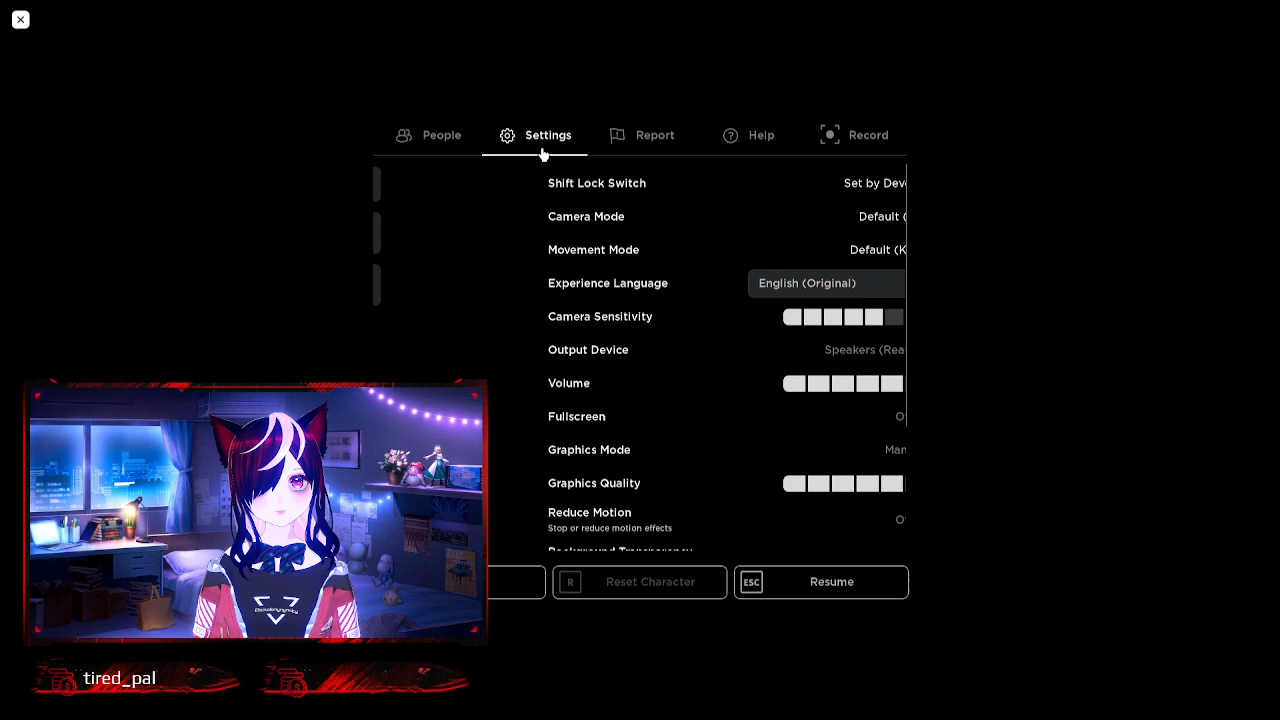 People Settings Report Help Record
Shift Lock Switch Set by Dev
Camera Mode Default (
Movement Mode Default (K
Experience Language English (Original)
Camera Sensitivity
Output Device Speakers (Rea
Volume
Fullscreen O
Graphics Mode Man
Graphics Quality
Reduce Motion O
Stop or reduce motion effects
Background Transparency
R Reset Character ESC Resume
tired_pal